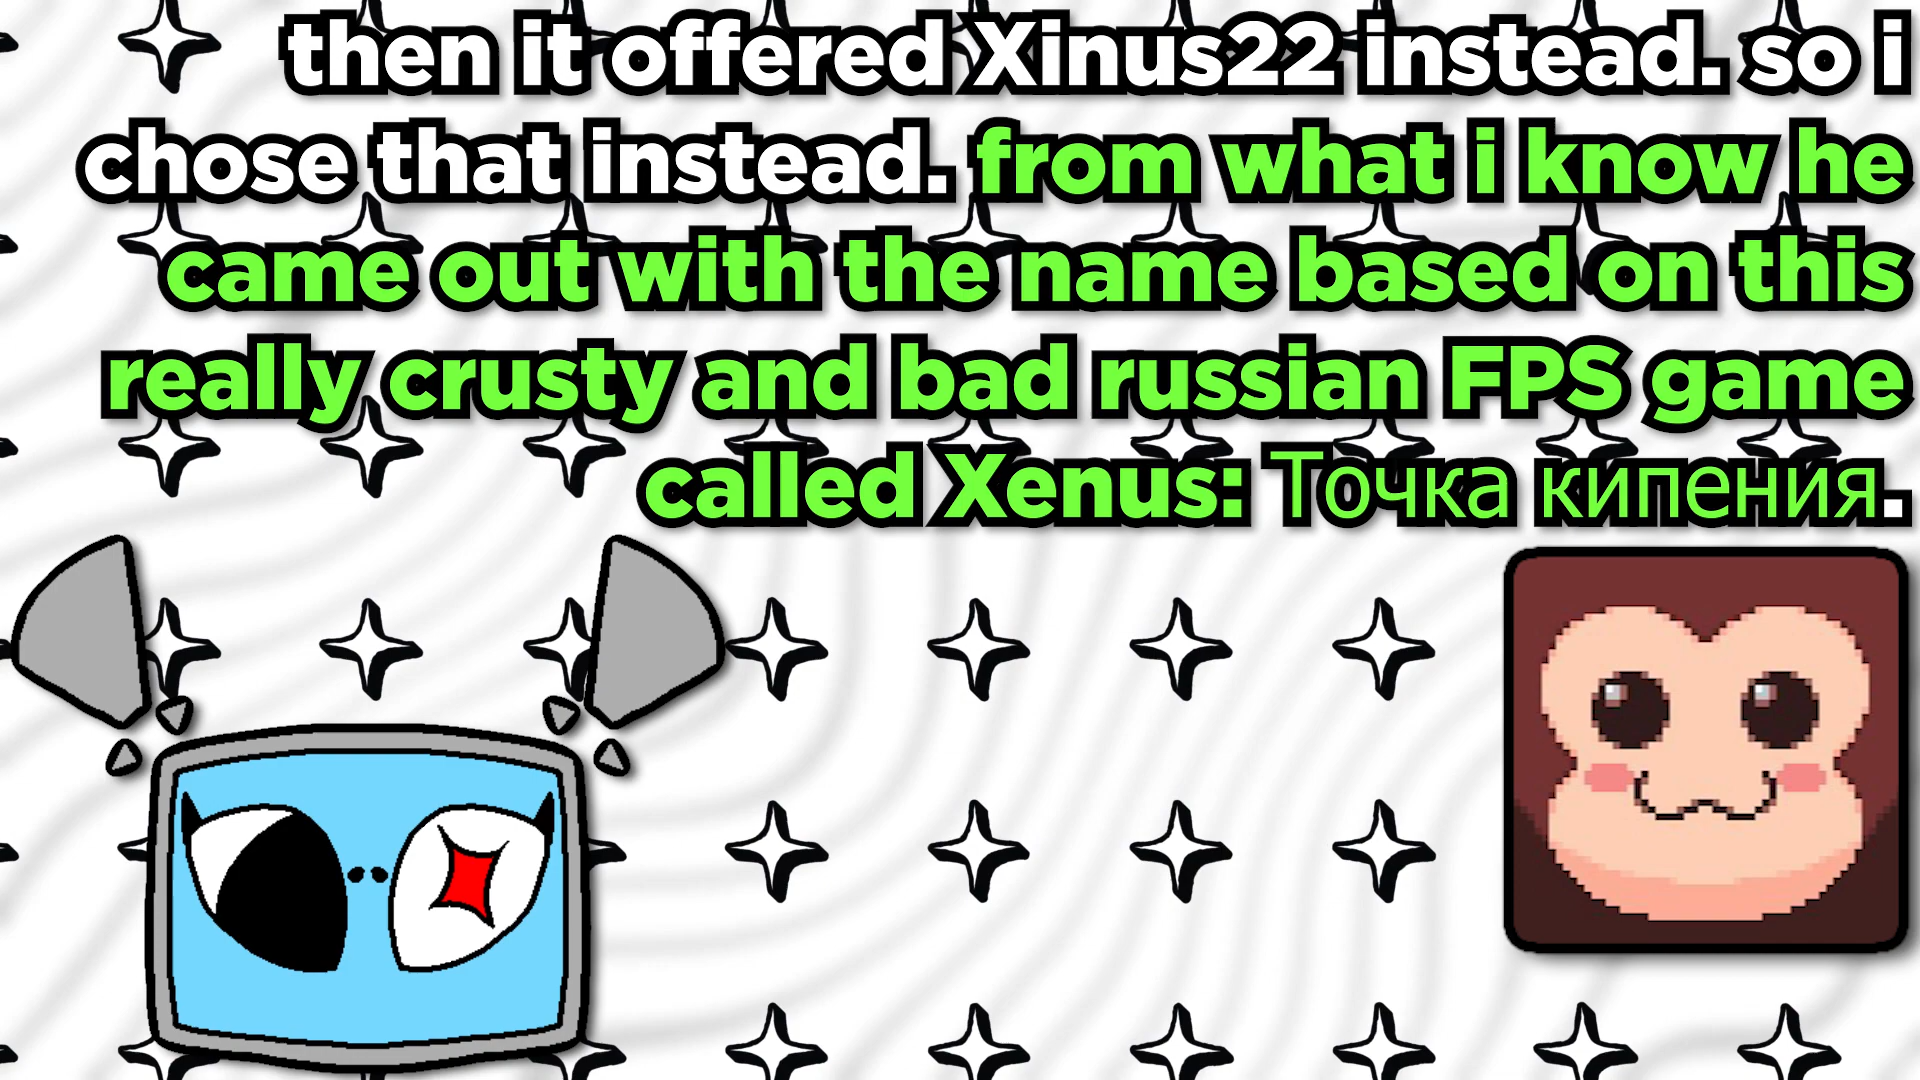 then it offered Xinus22 instead. so i
chose that instead. from what i know he
came out with the name based on this
really crusty and bad russian FPS game
called Xenus: Точка кипения.